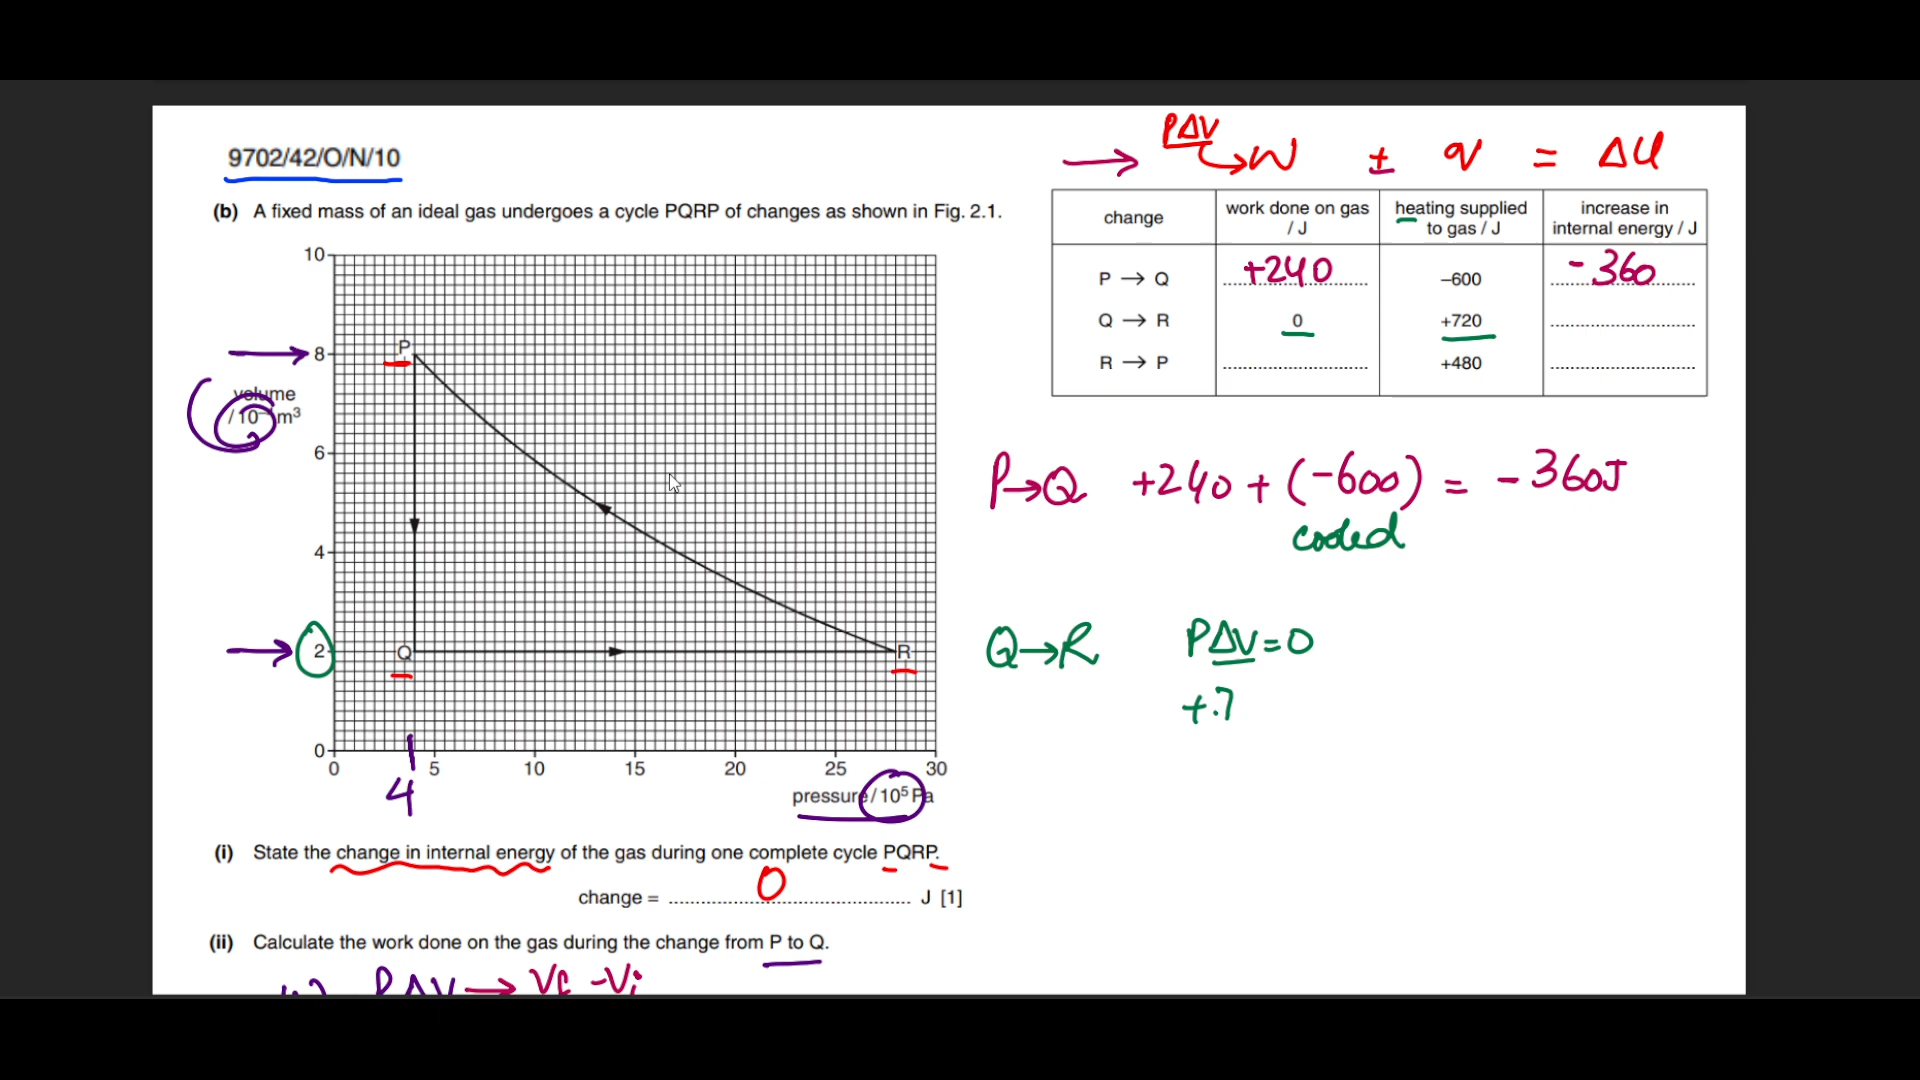 9702/42/O/N/10
(b) A fixed mass of an ideal gas undergoes a cycle PQRP of changes as shown in Fig. 2.1.
10
8
6
4
2
0
volume
m³
P
Q
R
0 5 10 15 20 25 30
4
pressure/10⁵ Pa
(i) State the change in internal energy of the gas during one complete cycle PQRP.
change = 0 J [1]
(ii) Calculate the work done on the gas during the change from P to Q.
PΔV → Vf -Vi
PΔV
→ W ± q = ΔU
change work done on gas / J heating supplied to gas / J increase in internal energy / J
P → Q +240 –600 -360
Q → R 0 +720
R → P +480
P→Q +240 + (-600) = -360J
cooled
Q→R PΔV = 0
+.7